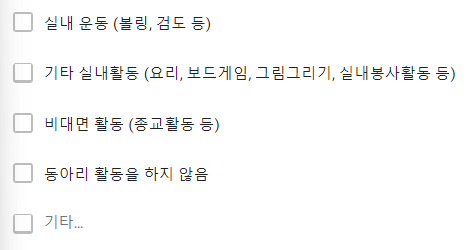 실내 운동 (볼링, 검도 등)
기타 실내활동 (요리, 보드게임, 그림그리기, 실내봉사활동 등)
비대면 활동 (종교활동 등)
동아리 활동을 하지 않음
기타...